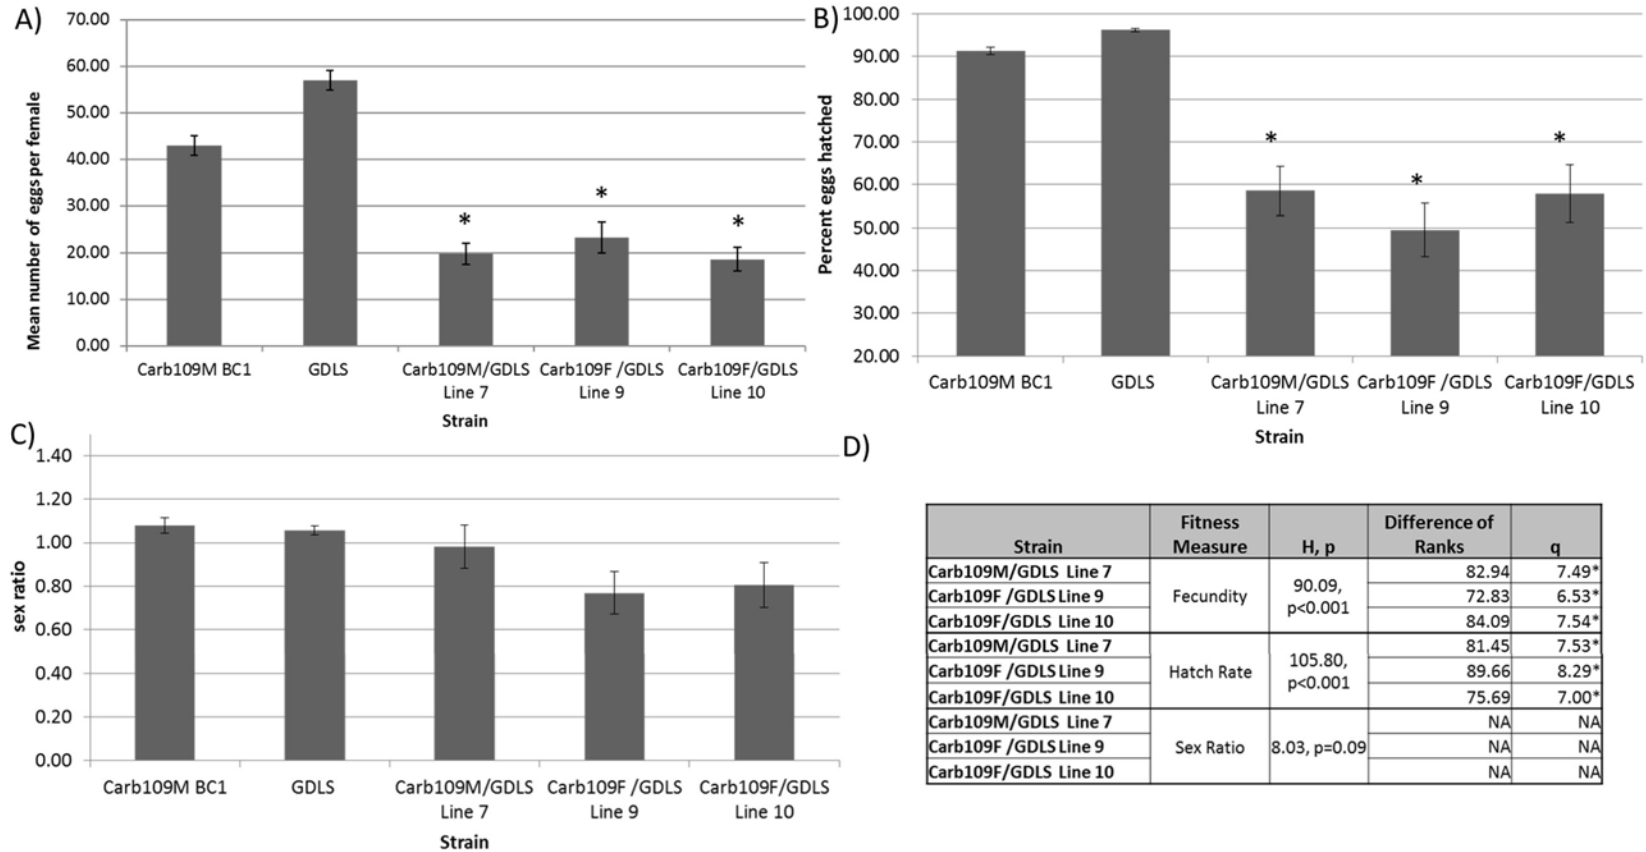 A)
70.00
60.00
50.00
40.00
30.00
20.00
10.00
0.00
Mean number of eggs per female
*
*
*
Carb109M BC1
GDLS
Carb109M/GDLS
Line 7
Carb109F /GDLS
Line 9
Carb109F/GDLS
Line 10
Strain
B)
100.00
90.00
80.00
70.00
60.00
50.00
40.00
30.00
20.00
Percent eggs hatched
*
*
*
Carb109M BC1
GDLS
Carb109M/GDLS
Line 7
Carb109F /GDLS
Line 9
Carb109F/GDLS
Line 10
Strain
C)
1.40
1.20
1.00
0.80
0.60
0.40
0.20
0.00
sex ratio
Carb109M BC1
GDLS
Carb109M/GDLS
Line 7
Carb109F /GDLS
Line 9
Carb109F/GDLS
Line 10
Strain
D)
Strain
Fitness
Measure
H, p
Difference of
Ranks
q
Carb109M/GDLS Line 7
82.94
7.49*
Carb109F /GDLS Line 9
Fecundity
90.09,
p<0.001
72.83
6.53*
Carb109F/GDLS Line 10
84.09
7.54*
Carb109M/GDLS Line 7
81.45
7.53*
Carb109F /GDLS Line 9
Hatch Rate
105.80,
p<0.001
89.66
8.29*
Carb109F/GDLS Line 10
75.69
7.00*
Carb109M/GDLS Line 7
NA
NA
Carb109F /GDLS Line 9
Sex Ratio
8.03, p=0.09
NA
NA
Carb109F/GDLS Line 10
NA
NA